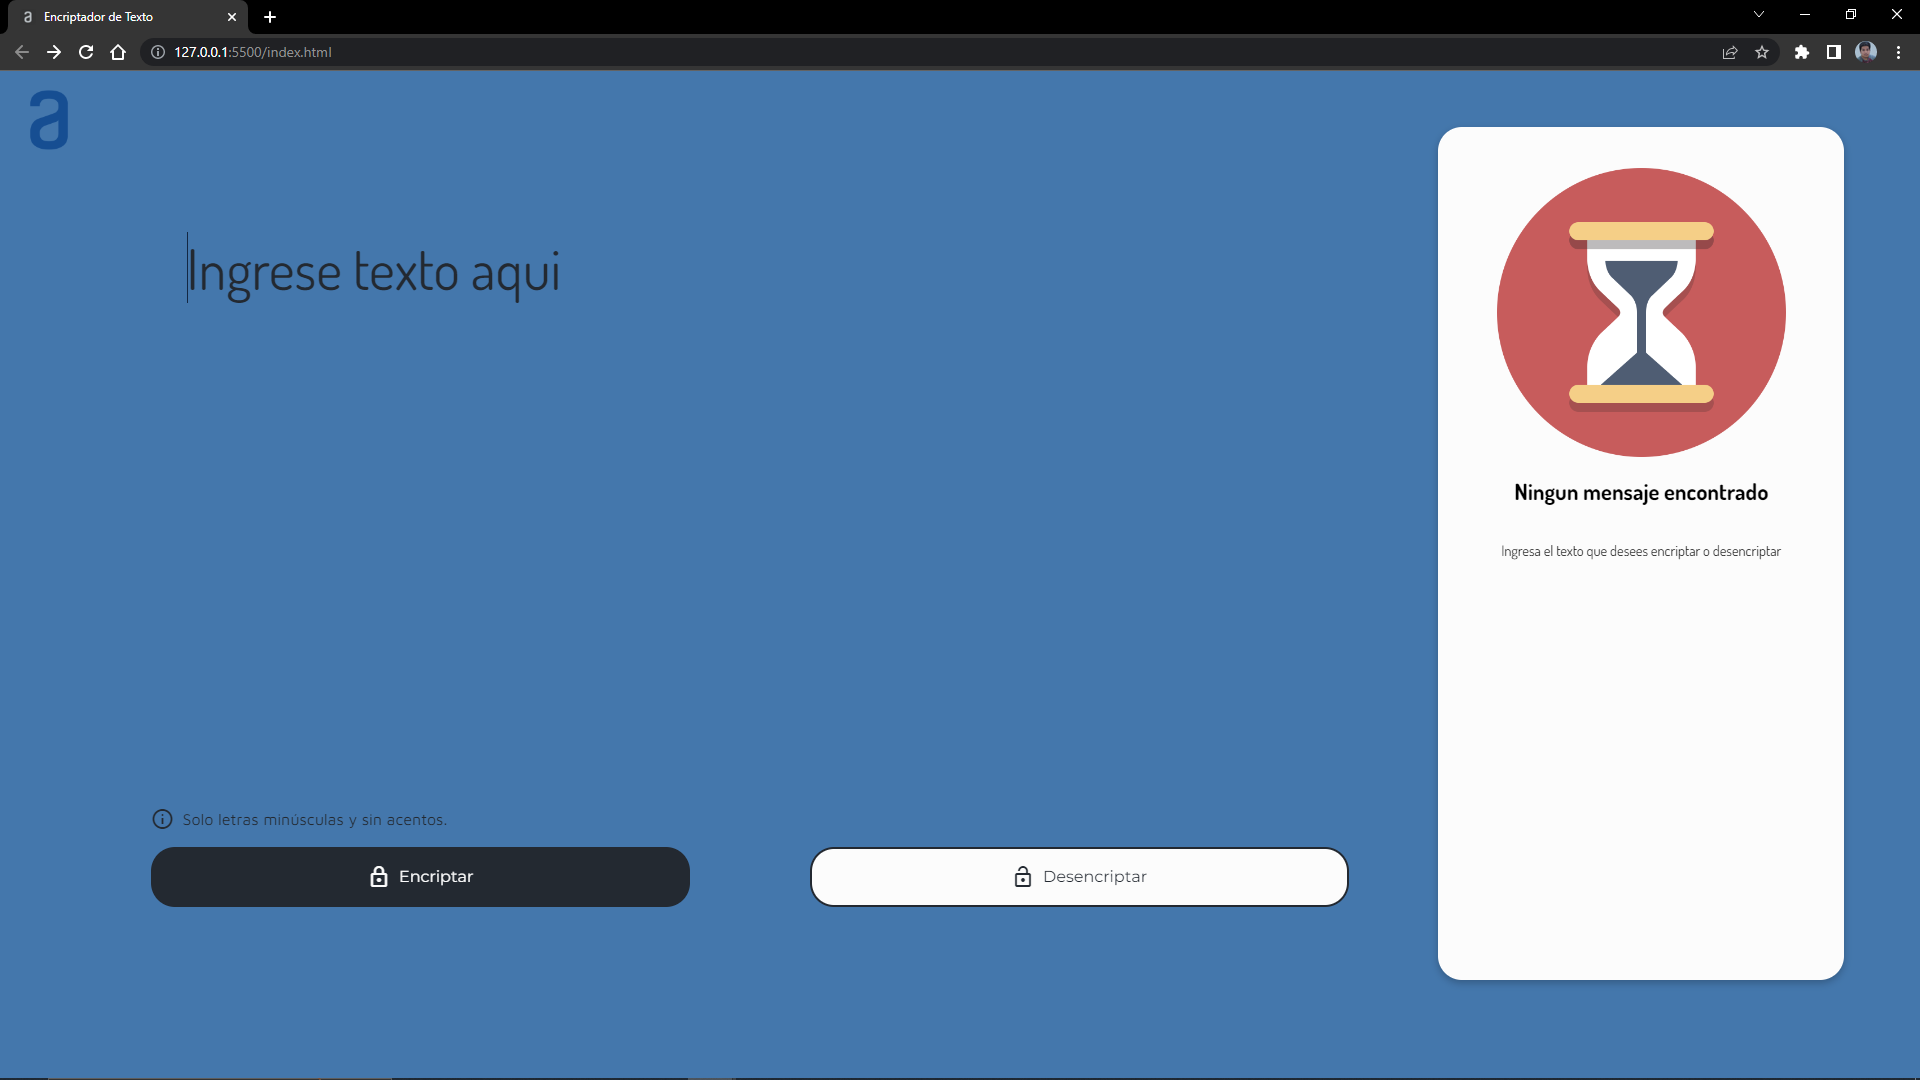 Encriptador de Texto
127.0.0.1:5500/index.html
a
Ingrese texto aqui
Ningun mensaje encontrado
Ingresa el texto que desees encriptar o desencriptar
Solo letras minúsculas y sin acentos.
Encriptar
Desencriptar